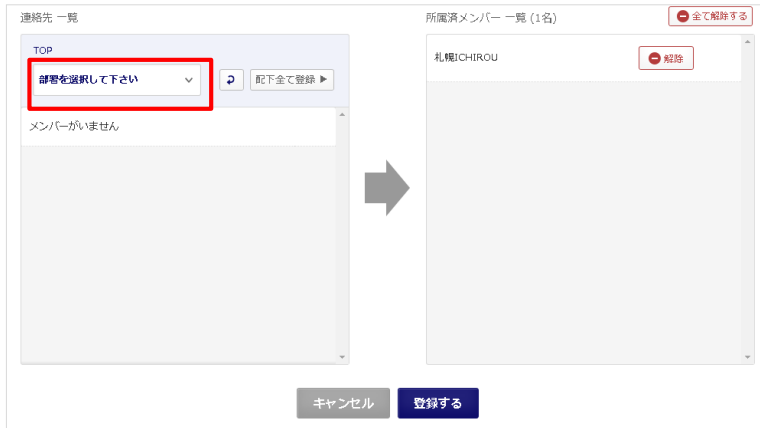 連絡先 一覧
所属済メンバー 一覧 (1名)
全て解除する
TOP
部署を選択して下さい
配下全て登録 ▶
メンバーがいません
札幌ICHIROU
解除
キャンセル
登録する